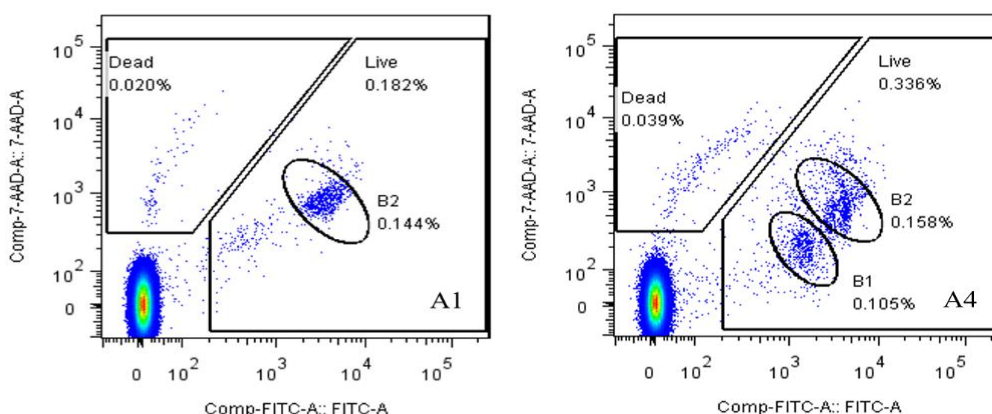 10^5
10^4
10^3
10^2
0
Comp-7-AAD-A:: 7-AAD-A
Dead
0.020%
Live
0.182%
B2
0.144%
A1
0
10^2
10^3
10^4
10^5
Comp-FITC-A:: FITC-A
10^5
10^4
10^3
10^2
0
Comp-7-AAD-A:: 7-AAD-A
Dead
0.039%
Live
0.336%
B2
0.158%
B1
0.105%
A4
0
10^2
10^3
10^4
10^5
Comp-FITC-A:: FITC-A